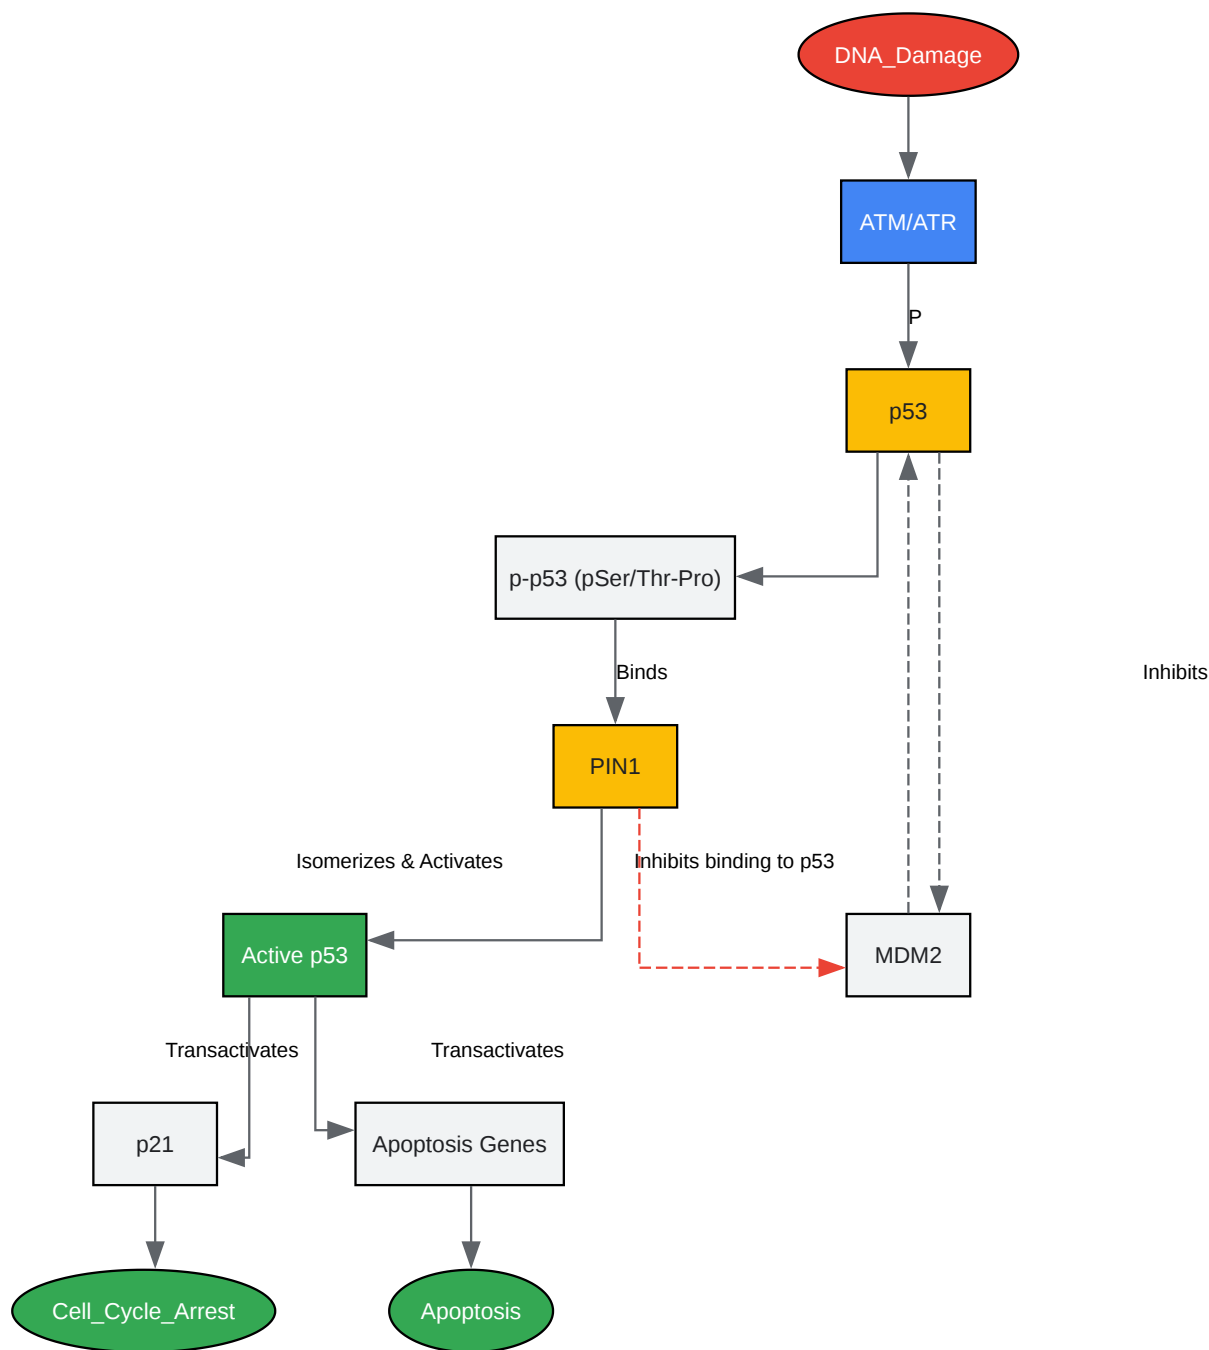 DNA_Damage
ATM/ATR
P
p53
p-p53 (pSer/Thr-Pro)
Binds
Inhibits
PIN1
Isomerizes & Activates
Inhibits binding to p53
Active p53
MDM2
Transactivates
Transactivates
p21
Apoptosis Genes
Cell_Cycle_Arrest
Apoptosis